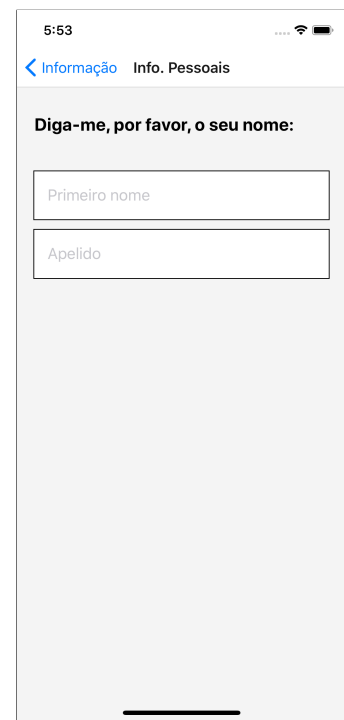 5:53
Informação Info. Pessoais
Diga-me, por favor, o seu nome:
Primeiro nome
Apelido